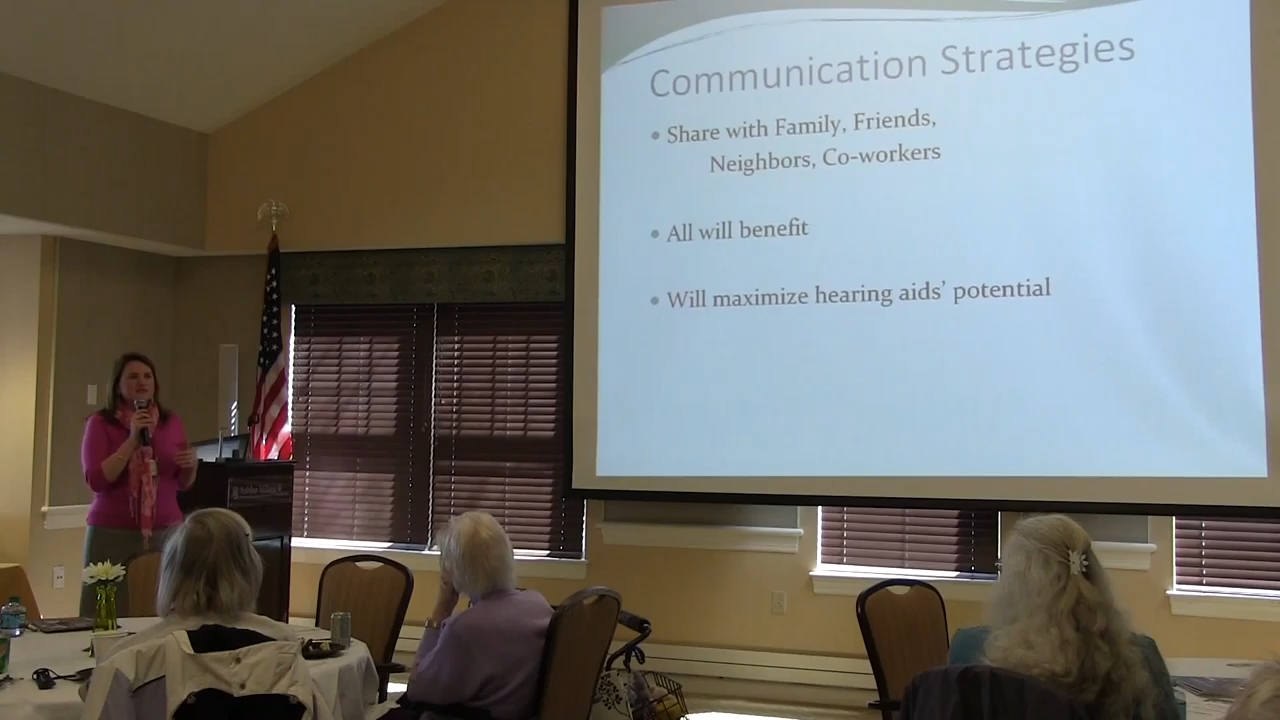 Communication Strategies
• Share with Family, Friends,
Neighbors, Co-workers
• All will benefit
• Will maximize hearing aids’ potential